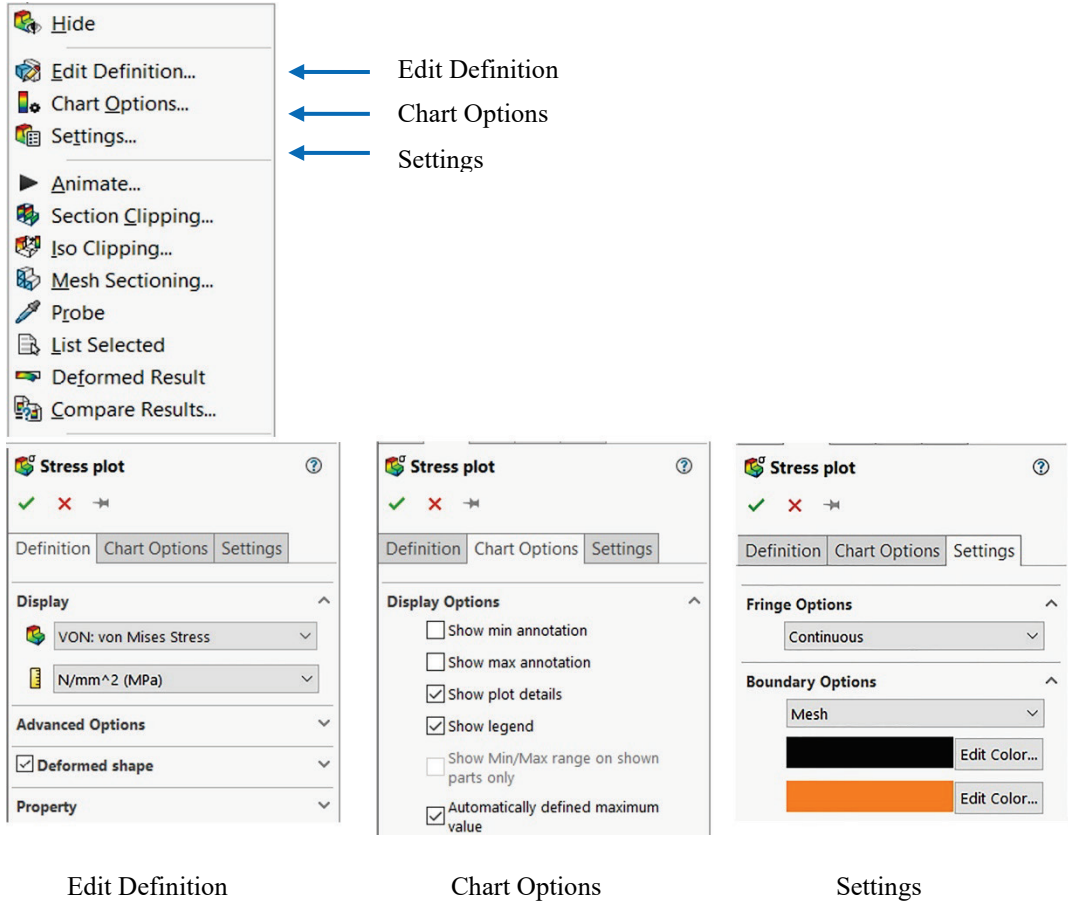 Hide
Edit Definition...
Edit Definition
Chart Options...
Chart Options
Settings...
Settings
Animate...
Section Clipping...
Iso Clipping...
Mesh Sectioning...
Probe
List Selected
Deformed Result
Compare Results...
Stress plot
Definition Chart Options Settings
Display
VON: von Mises Stress
N/mm^2 (MPa)
Advanced Options
Deformed shape
Property
Stress plot
Definition Chart Options Settings
Display Options
Show min annotation
Show max annotation
Show plot details
Show legend
Show Min/Max range on shown
parts only
Automatically defined maximum
value
Stress plot
Definition Chart Options Settings
Fringe Options
Continuous
Boundary Options
Mesh
Edit Color...
Edit Color...
Edit Definition
Chart Options
Settings